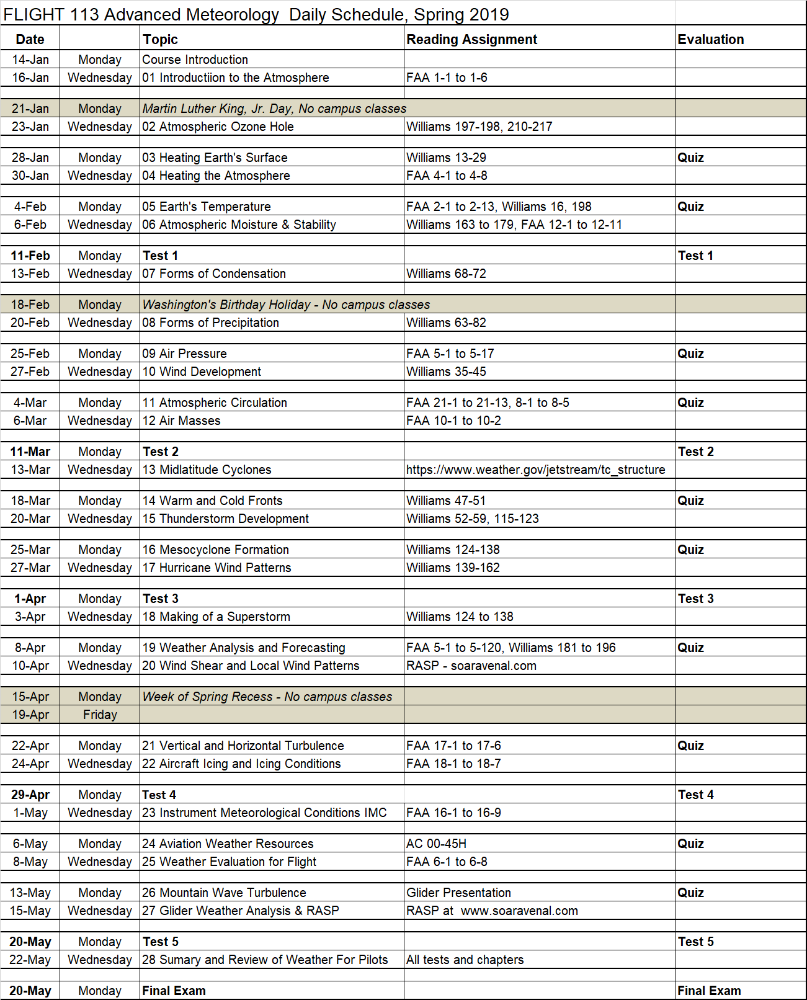 FLIGHT 113 Advanced Meteorology  Daily Schedule, Spring 2019
Date Topic Reading Assignment Evaluation
14-Jan Monday Course Introduction
16-Jan Wednesday 01 Introductiion to the Atmosphere FAA 1-1 to 1-6
21-Jan Monday Martin Luther King, Jr. Day, No campus classes
23-Jan Wednesday 02 Atmospheric Ozone Hole Williams 197-198, 210-217
28-Jan Monday 03 Heating Earth's Surface Williams 13-29 Quiz
30-Jan Wednesday 04 Heating the Atmosphere FAA 4-1 to 4-8
4-Feb Monday 05 Earth's Temperature FAA 2-1 to 2-13, Williams 16, 198 Quiz
6-Feb Wednesday 06 Atmospheric Moisture & Stability Williams 163 to 179, FAA 12-1 to 12-11
11-Feb Monday Test 1 Test 1
13-Feb Wednesday 07 Forms of Condensation Williams 68-72
18-Feb Monday Washington's Birthday Holiday - No campus classes
20-Feb Wednesday 08 Forms of Precipitation Williams 63-82
25-Feb Monday 09 Air Pressure FAA 5-1 to 5-17 Quiz
27-Feb Wednesday 10 Wind Development Williams 35-45
4-Mar Monday 11 Atmospheric Circulation FAA 21-1 to 21-13, 8-1 to 8-5 Quiz
6-Mar Wednesday 12 Air Masses FAA 10-1 to 10-2
11-Mar Monday Test 2 Test 2
13-Mar Wednesday 13 Midlatitude Cyclones https://www.weather.gov/jetstream/tc_structure
18-Mar Monday 14 Warm and Cold Fronts Williams 47-51 Quiz
20-Mar Wednesday 15 Thunderstorm Development Williams 52-59, 115-123
25-Mar Monday 16 Mesocyclone Formation Williams 124-138 Quiz
27-Mar Wednesday 17 Hurricane Wind Patterns Williams 139-162
1-Apr Monday Test 3 Test 3
3-Apr Wednesday 18 Making of a Superstorm Williams 124 to 138
8-Apr Monday 19 Weather Analysis and Forecasting FAA 5-1 to 5-120, Williams 181 to 196 Quiz
10-Apr Wednesday 20 Wind Shear and Local Wind Patterns RASP - soaravenal.com
15-Apr Monday Week of Spring Recess - No campus classes
19-Apr Friday
22-Apr Monday 21 Vertical and Horizontal Turbulence FAA 17-1 to 17-6 Quiz
24-Apr Wednesday 22 Aircraft Icing and Icing Conditions FAA 18-1 to 18-7
29-Apr Monday Test 4 Test 4
1-May Wednesday 23 Instrument Meteorological Conditions IMC FAA 16-1 to 16-9
6-May Monday 24 Aviation Weather Resources AC 00-45H Quiz
8-May Wednesday 25 Weather Evaluation for Flight FAA 6-1 to 6-8
13-May Monday 26 Mountain Wave Turbulence Glider Presentation Quiz
15-May Wednesday 27 Glider Weather Analysis & RASP RASP at  www.soaravenal.com
20-May Monday Test 5 Test 5
22-May Wednesday 28 Sumary and Review of Weather For Pilots All tests and chapters
20-May Monday Final Exam Final Exam